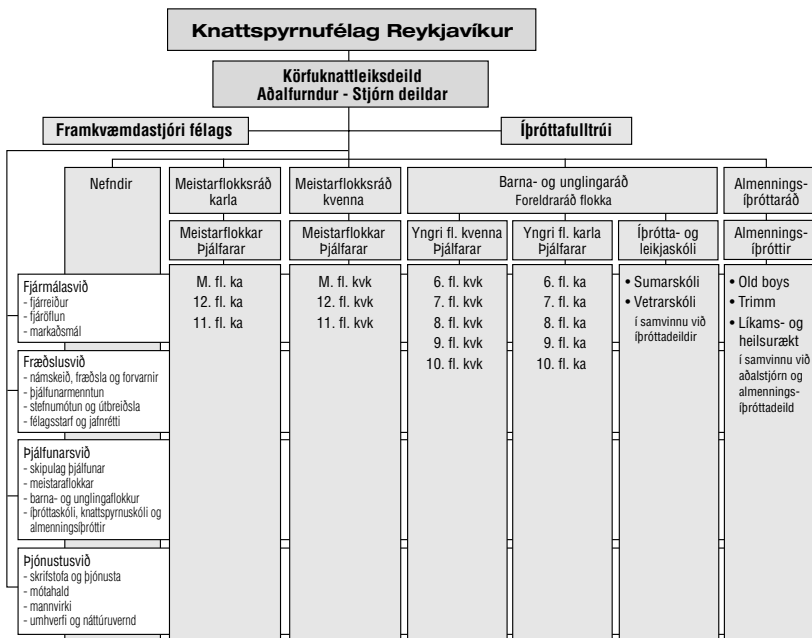 Knattspyrnufélag Reykjavíkur
Körfuknattleiksdeild
Aðalfurndur - Stjórn deildar
Framkvæmdastjóri félags
Íþróttafulltrúi
Nefndir
Meistarflokksráð
karla
Meistarflokksráð
kvenna
Barna- og unglingaráð
Foreldraráð flokka
Almennings-
íþróttaráð
Meistarflokkar
Þjálfarar
Meistarflokkar
Þjálfarar
Yngri fl. kvenna
Þjálfarar
Yngri fl. karla
Þjálfarar
Íþrótta- og
leikjaskóli
Almennings-
íþróttir
Fjármálasvið
- fjárreiður
- fjáröflun
- markaðsmál
Fræðslusvið
- námskeið, fræðsla og forvarnir
- þjálfunarmenntun
- stefnumótun og útbreiðsla
- félagsstarf og jafnrétti
Þjálfunarsvið
- skipulag þjálfunar
- meistaraflokkar
- barna- og unglingaflokkur
- íþróttaskóli, knattspyrnuskóli og
almenningsíþróttir
Þjónustusvið
- skrifstofa og þjónusta
- mótahald
- mannvirki
- umhverfi og náttúruvernd
M. fl. ka
12. fl. ka
11. fl. ka
M. fl. kvk
12. fl. kvk
11. fl. kvk
6. fl. kvk
7. fl. kvk
8. fl. kvk
9. fl. kvk
10. fl. kvk
6. fl. ka
7. fl. ka
8. fl. ka
9. fl. ka
10. fl. ka
• Sumarskóli
• Vetrarskóli
í samvinnu við
íþróttadeildir
• Old boys
• Trimm
• Líkams- og
heilsurækt
í samvinnu við
aðalstjórn og
almennings-
íþróttadeild